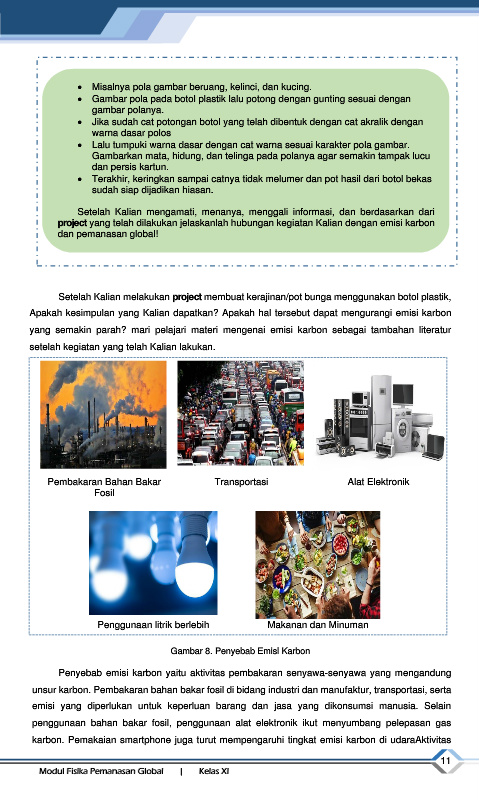 • Misalnya pola gambar beruang, kelinci, dan kucing.
• Gambar pola pada botol plastik lalu potong dengan gunting sesuai dengan
gambar polanya.
• Jika sudah cat potongan botol yang telah dibentuk dengan cat akralik dengan
warna dasar polos
• Lalu tumpuki warna dasar dengan cat warna sesuai karakter pola gambar.
Gambarkan mata, hidung, dan telinga pada polanya agar semakin tampak lucu
dan persis kartun.
• Terakhir, keringkan sampai catnya tidak melumer dan pot hasil dari botol bekas
sudah siap dijadikan hiasan.
Setelah Kalian mengamati, menanya, menggali informasi, dan berdasarkan dari
project yang telah dilakukan jelaskanlah hubungan kegiatan Kalian dengan emisi karbon
dan pemanasan global!
Setelah Kalian melakukan project membuat kerajinan/pot bunga menggunakan botol plastik,
Apakah kesimpulan yang Kalian dapatkan? Apakah hal tersebut dapat mengurangi emisi karbon
yang semakin parah? mari pelajari materi mengenai emisi karbon sebagai tambahan literatur
setelah kegiatan yang telah Kalian lakukan.
Pembakaran Bahan Bakar
Fosil
Transportasi
Alat Elektronik
Penggunaan litrik berlebih
Makanan dan Minuman
Gambar 8. Penyebab Emisl Karbon
Penyebab emisi karbon yaitu aktivitas pembakaran senyawa-senyawa yang mengandung
unsur karbon. Pembakaran bahan bakar fosil di bidang industri dan manufaktur, transportasi, serta
emisi yang diperlukan untuk keperluan barang dan jasa yang dikonsumsi manusia. Selain
penggunaan bahan bakar fosil, penggunaan alat elektronik ikut menyumbang pelepasan gas
karbon. Pemakaian smartphone juga turut mempengaruhi tingkat emisi karbon di udaraAktivitas
11
Modul Fisika Pemanasan Global | Kelas XI